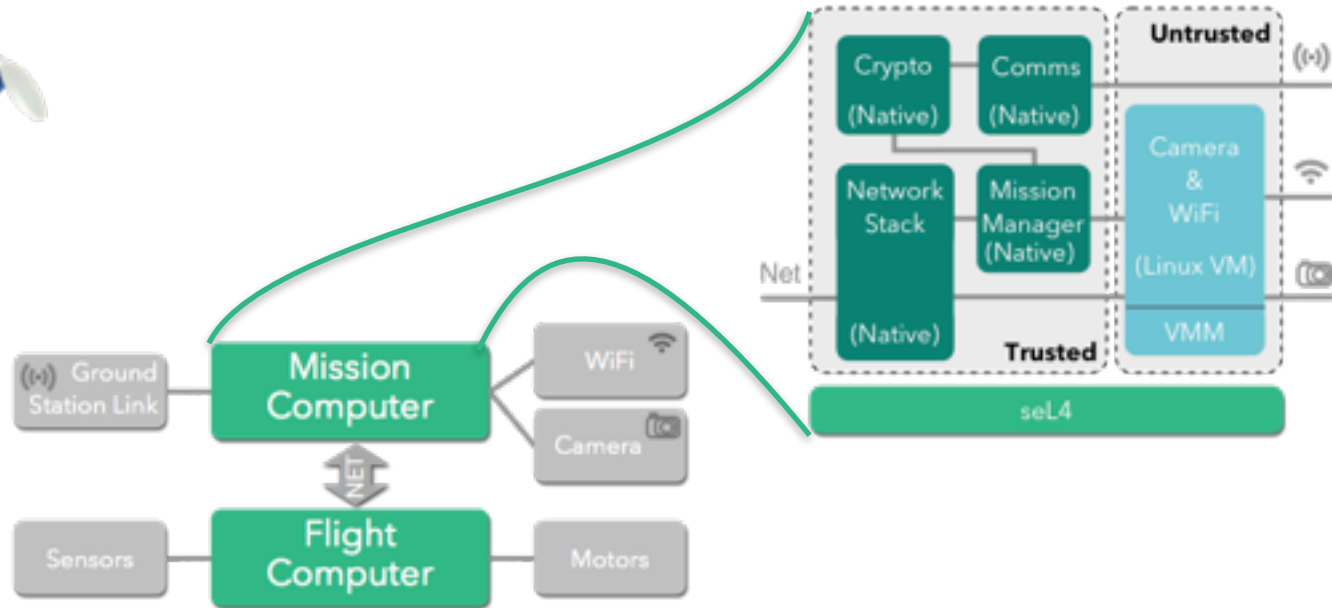 Untrusted
Crypto
(Native)
Comms
(Native)
Camera
&
WiFi
(Linux VM)
VMM
Network
Stack
(Native)
Mission
Manager
(Native)
Net
Trusted
seL4
Ground
Station Link
Mission
Computer
WiFi
Camera
NET
Sensors
Flight
Computer
Motors